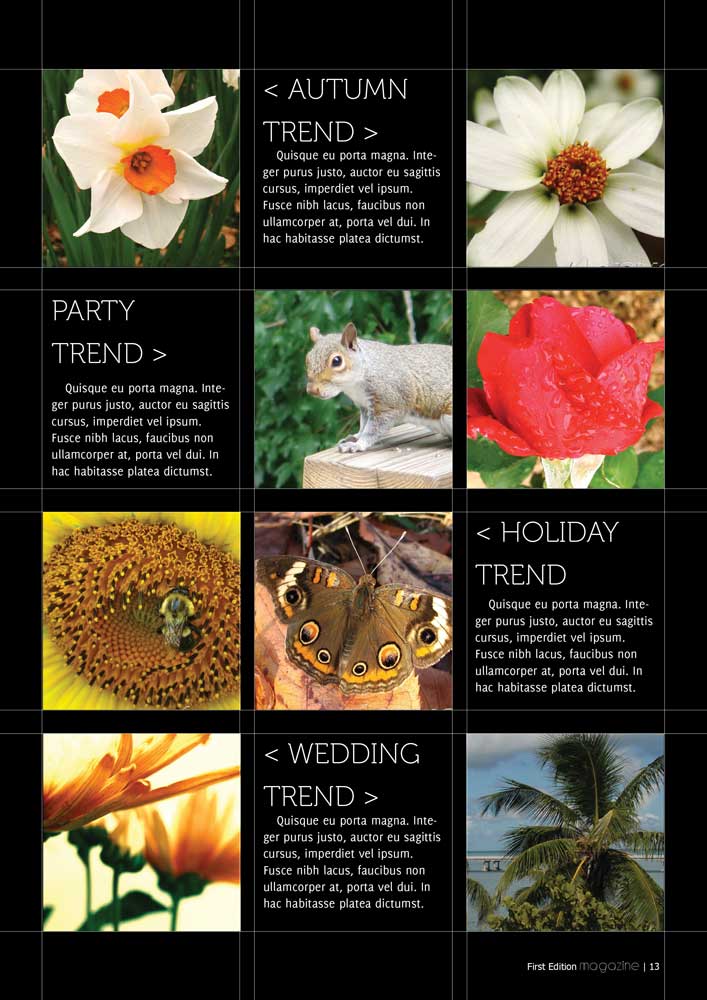 < AUTUMN
TREND >
Quisque eu porta magna. Inte-
ger purus justo, auctor eu sagittis
cursus, imperdiet vel ipsum.
Fusce nibh lacus, faucibus non
ullamcorper at, porta vel dui. In
hac habitasse platea dictumst.
PARTY
TREND >
Quisque eu porta magna. Inte-
ger purus justo, auctor eu sagittis
cursus, imperdiet vel ipsum.
Fusce nibh lacus, faucibus non
ullamcorper at, porta vel dui. In
hac habitasse platea dictumst.
< HOLIDAY
TREND
Quisque eu porta magna. Inte-
ger purus justo, auctor eu sagittis
cursus, imperdiet vel ipsum.
Fusce nibh lacus, faucibus non
ullamcorper at, porta vel dui. In
hac habitasse platea dictumst.
< WEDDING
TREND >
Quisque eu porta magna. Inte-
ger purus justo, auctor eu sagittis
cursus, imperdiet vel ipsum.
Fusce nibh lacus, faucibus non
ullamcorper at, porta vel dui. In
hac habitasse platea dictumst.
First Edition magazine | 13